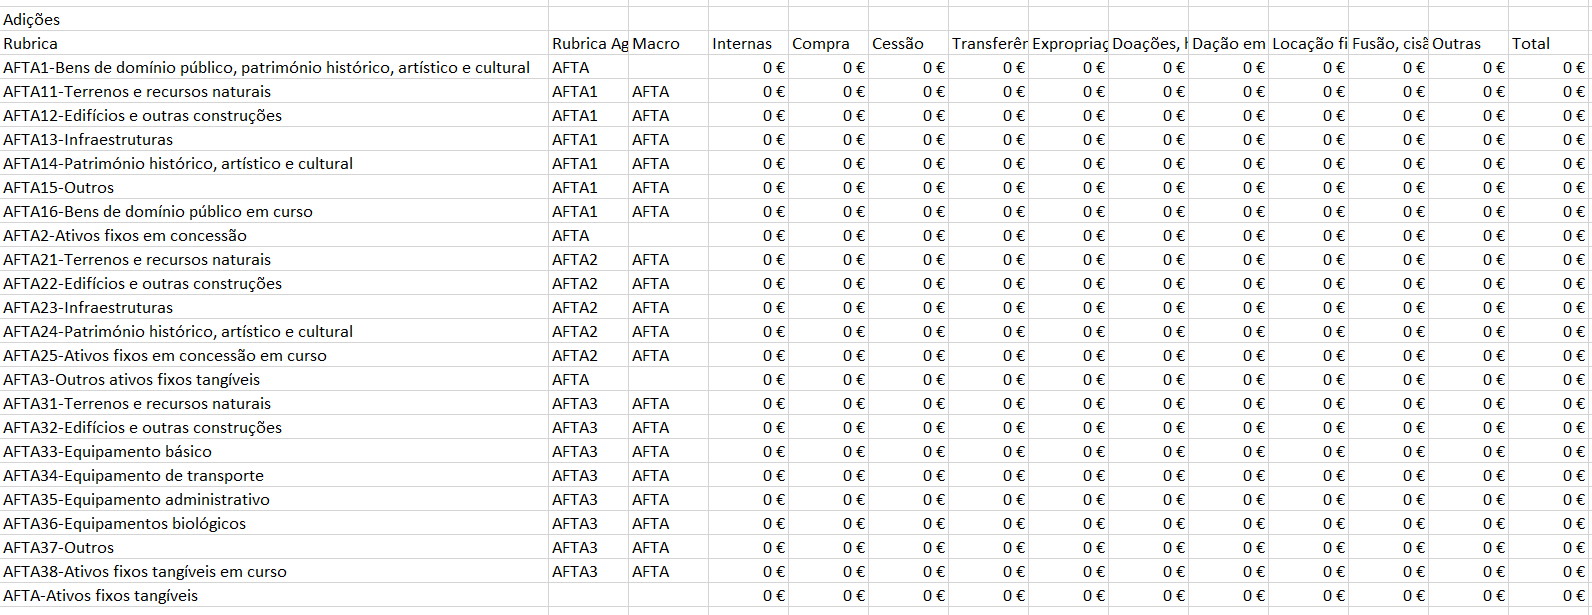 Adições
Rubrica Rubrica Ag Macro Internas Compra Cessão Transferên Expropriaç Doações, h Dação em Locação fi Fusão, cisã Outras Total
AFTA1-Bens de domínio público, património histórico, artístico e cultural AFTA 0 € 0 € 0 € 0 € 0 € 0 € 0 € 0 € 0 € 0 € 0 €
AFTA11-Terrenos e recursos naturais AFTA1 AFTA 0 € 0 € 0 € 0 € 0 € 0 € 0 € 0 € 0 € 0 € 0 €
AFTA12-Edifícios e outras construções AFTA1 AFTA 0 € 0 € 0 € 0 € 0 € 0 € 0 € 0 € 0 € 0 € 0 €
AFTA13-Infraestruturas AFTA1 AFTA 0 € 0 € 0 € 0 € 0 € 0 € 0 € 0 € 0 € 0 € 0 €
AFTA14-Património histórico, artístico e cultural AFTA1 AFTA 0 € 0 € 0 € 0 € 0 € 0 € 0 € 0 € 0 € 0 € 0 €
AFTA15-Outros AFTA1 AFTA 0 € 0 € 0 € 0 € 0 € 0 € 0 € 0 € 0 € 0 € 0 €
AFTA16-Bens de domínio público em curso AFTA1 AFTA 0 € 0 € 0 € 0 € 0 € 0 € 0 € 0 € 0 € 0 € 0 €
AFTA2-Ativos fixos em concessão AFTA 0 € 0 € 0 € 0 € 0 € 0 € 0 € 0 € 0 € 0 € 0 €
AFTA21-Terrenos e recursos naturais AFTA2 AFTA 0 € 0 € 0 € 0 € 0 € 0 € 0 € 0 € 0 € 0 € 0 €
AFTA22-Edifícios e outras construções AFTA2 AFTA 0 € 0 € 0 € 0 € 0 € 0 € 0 € 0 € 0 € 0 € 0 €
AFTA23-Infraestruturas AFTA2 AFTA 0 € 0 € 0 € 0 € 0 € 0 € 0 € 0 € 0 € 0 € 0 €
AFTA24-Património histórico, artístico e cultural AFTA2 AFTA 0 € 0 € 0 € 0 € 0 € 0 € 0 € 0 € 0 € 0 € 0 €
AFTA25-Ativos fixos em concessão em curso AFTA2 AFTA 0 € 0 € 0 € 0 € 0 € 0 € 0 € 0 € 0 € 0 € 0 €
AFTA3-Outros ativos fixos tangíveis AFTA 0 € 0 € 0 € 0 € 0 € 0 € 0 € 0 € 0 € 0 € 0 €
AFTA31-Terrenos e recursos naturais AFTA3 AFTA 0 € 0 € 0 € 0 € 0 € 0 € 0 € 0 € 0 € 0 € 0 €
AFTA32-Edifícios e outras construções AFTA3 AFTA 0 € 0 € 0 € 0 € 0 € 0 € 0 € 0 € 0 € 0 € 0 €
AFTA33-Equipamento básico AFTA3 AFTA 0 € 0 € 0 € 0 € 0 € 0 € 0 € 0 € 0 € 0 € 0 €
AFTA34-Equipamento de transporte AFTA3 AFTA 0 € 0 € 0 € 0 € 0 € 0 € 0 € 0 € 0 € 0 € 0 €
AFTA35-Equipamento administrativo AFTA3 AFTA 0 € 0 € 0 € 0 € 0 € 0 € 0 € 0 € 0 € 0 € 0 €
AFTA36-Equipamentos biológicos AFTA3 AFTA 0 € 0 € 0 € 0 € 0 € 0 € 0 € 0 € 0 € 0 € 0 €
AFTA37-Outros AFTA3 AFTA 0 € 0 € 0 € 0 € 0 € 0 € 0 € 0 € 0 € 0 € 0 €
AFTA38-Ativos fixos tangíveis em curso AFTA3 AFTA 0 € 0 € 0 € 0 € 0 € 0 € 0 € 0 € 0 € 0 € 0 €
AFTA-Ativos fixos tangíveis 0 € 0 € 0 € 0 € 0 € 0 € 0 € 0 € 0 € 0 € 0 €